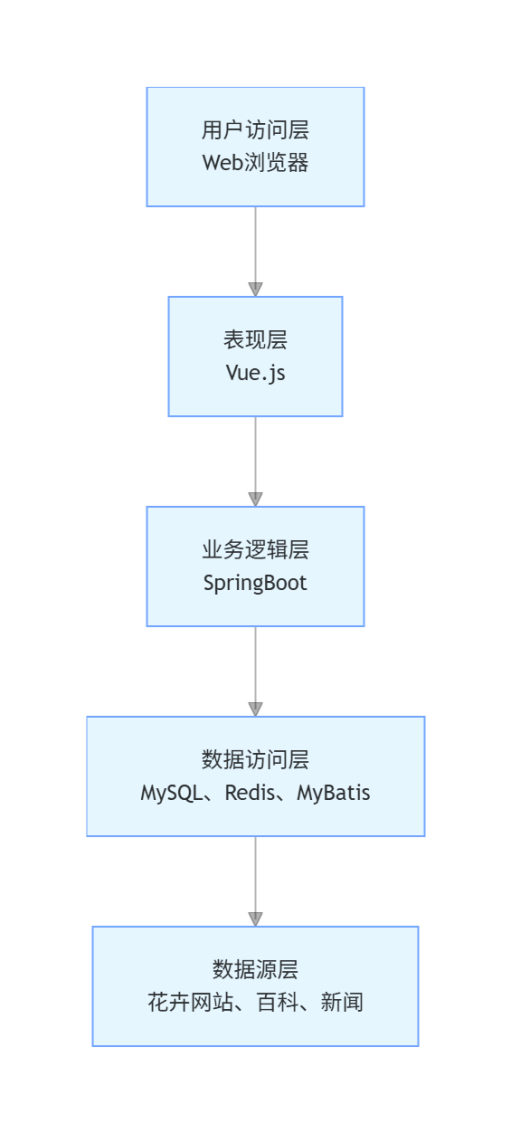 用户访问层
Web浏览器
表现层
Vue.js
业务逻辑层
SpringBoot
数据访问层
MySQL、Redis、MyBatis
数据源层
花卉网站、百科、新闻